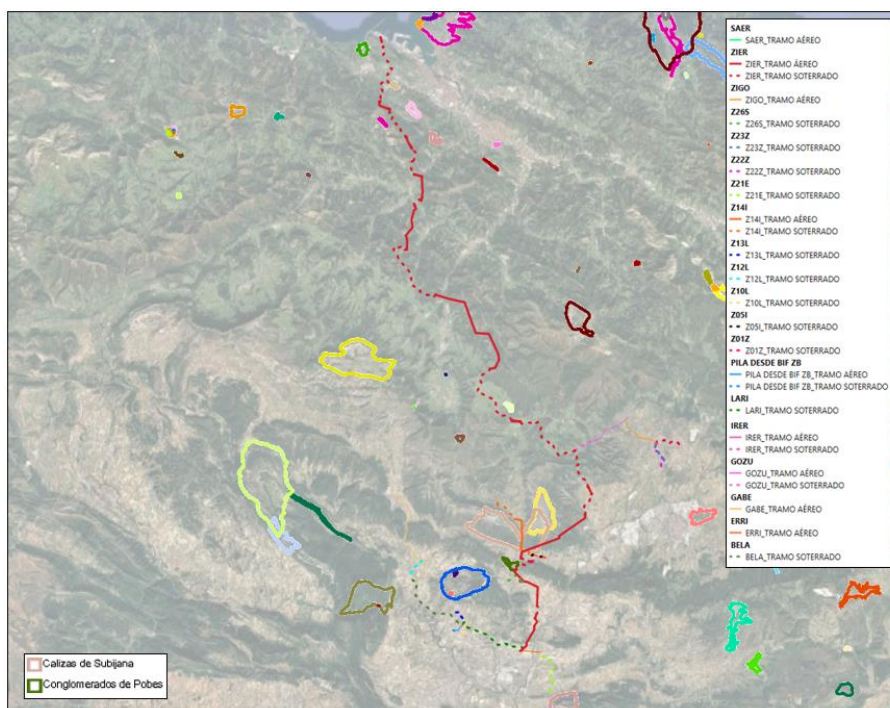 SAER
SAER_TRAMO AÉREO
ZIER
ZIER_TRAMO ÁEREO
ZIER_TRAMO SOTERRADO
ZIGO
ZIGO_TRAMO AÉREO
Z26S
Z26S_TRAMO SOTERRADO
Z23Z
Z23Z_TRAMO SOTERRADO
Z22Z
Z22Z_TRAMO SOTERRADO
Z21E
Z21E_TRAMO SOTERRADO
Z14I
Z14I_TRAMO AÉREO
Z14I_TRAMO SOTERRADO
Z13L
Z13L_TRAMO SOTERRADO
Z12L
Z12L_TRAMO SOTERRADO
Z10L
Z10L_TRAMO SOTERRADO
Z05I
Z05I_TRAMO SOTERRADO
Z01Z
Z01Z_TRAMO SOTERRADO
PILA DESDE BIF ZB
PILA DESDE BIF ZB_TRAMO AÉREO
PILA DESDE BIF ZB_TRAMO SOTERRADO
LARI
LARI_TRAMO SOTERRADO
IRER
IRER_TRAMO AÉREO
IRER_TRAMO SOTERRADO
GOZU
GOZU_TRAMO AÉREO
GOZU_TRAMO SOTERRADO
GABE
GABE_TRAMO AÉREO
ERRI
ERRI_TRAMO AÉREO
BELA
BELA_TRAMO SOTERRADO
Calizas de Subijana
Conglomerados de Pobes